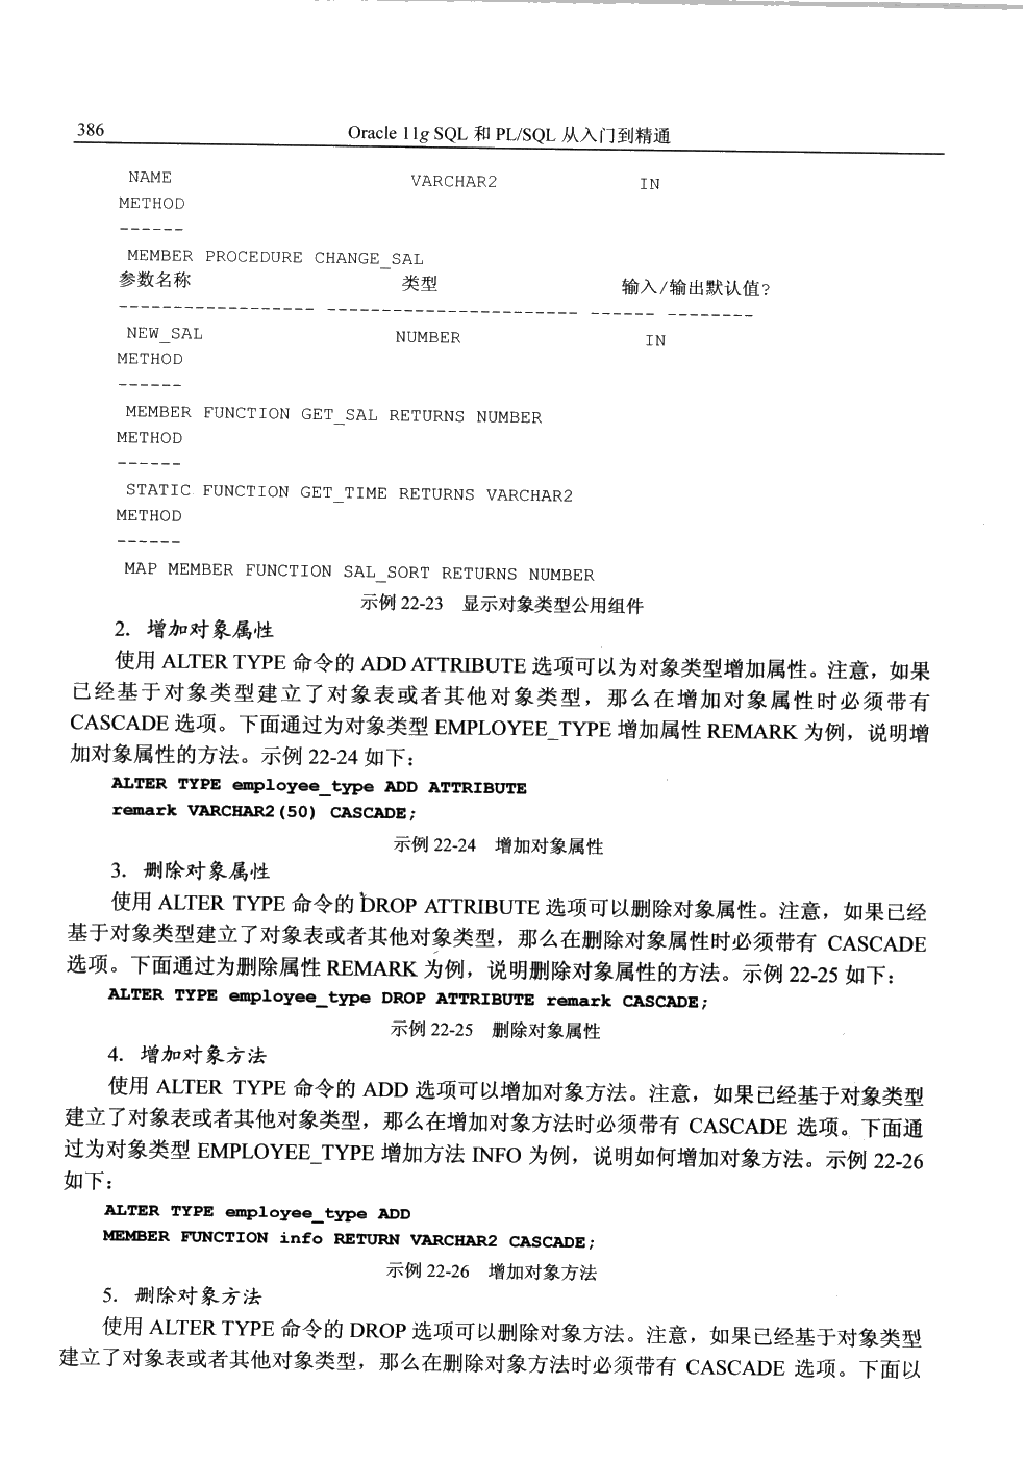 386
Oracle 11g SQL 和 PL/SQL 从入门到精通
NAME VARCHAR2 IN
METHOD
------
MEMBER PROCEDURE CHANGE_SAL
参数名称 类型 输入/输出默认值?
------------------ ----------------------- ------ --------
NEW_SAL NUMBER IN
METHOD
------
MEMBER FUNCTION GET_SAL RETURNS NUMBER
METHOD
------
STATIC FUNCTION GET_TIME RETURNS VARCHAR2
METHOD
------
MAP MEMBER FUNCTION SAL_SORT RETURNS NUMBER
示例 22-23 显示对象类型公用组件
2. 增加对象属性
使用 ALTER TYPE 命令的 ADD ATTRIBUTE 选项可以为对象类型增加属性。注意，如果
已经基于对象类型建立了对象表或者其他对象类型，那么在增加对象属性时必须带有
CASCADE 选项。下面通过为对象类型 EMPLOYEE_TYPE 增加属性 REMARK 为例，说明增
加对象属性的方法。示例 22-24 如下：
ALTER TYPE employee_type ADD ATTRIBUTE
remark VARCHAR2(50) CASCADE;
示例 22-24 增加对象属性
3. 删除对象属性
使用 ALTER TYPE 命令的 DROP ATTRIBUTE 选项可以删除对象属性。注意，如果已经
基于对象类型建立了对象表或者其他对象类型，那么在删除对象属性时必须带有 CASCADE
选项。下面通过为删除属性 REMARK 为例，说明删除对象属性的方法。示例 22-25 如下：
ALTER TYPE employee_type DROP ATTRIBUTE remark CASCADE;
示例 22-25 删除对象属性
4. 增加对象方法
使用 ALTER TYPE 命令的 ADD 选项可以增加对象方法。注意，如果已经基于对象类型
建立了对象表或者其他对象类型，那么在增加对象方法时必须带有 CASCADE 选项。下面通
过为对象类型 EMPLOYEE_TYPE 增加方法 INFO 为例，说明如何增加对象方法。示例 22-26
如下：
ALTER TYPE employee_type ADD
MEMBER FUNCTION info RETURN VARCHAR2 CASCADE;
示例 22-26 增加对象方法
5. 删除对象方法
使用 ALTER TYPE 命令的 DROP 选项可以删除对象方法。注意，如果已经基于对象类型
建立了对象表或者其他对象类型，那么在删除对象方法时必须带有 CASCADE 选项。下面以